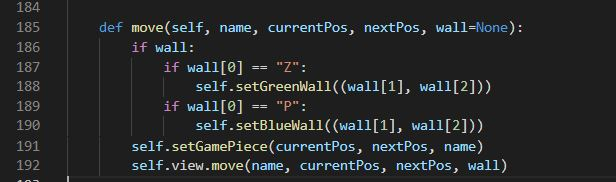 184
185 def move(self, name, currentPos, nextPos, wall=None):
186 if wall:
187 if wall[0] == "Z":
188 self.setGreenWall((wall[1], wall[2]))
189 if wall[0] == "P":
190 self.setBlueWall((wall[1], wall[2]))
191 self.setGamePiece(currentPos, nextPos, name)
192 self.view.move(name, currentPos, nextPos, wall)